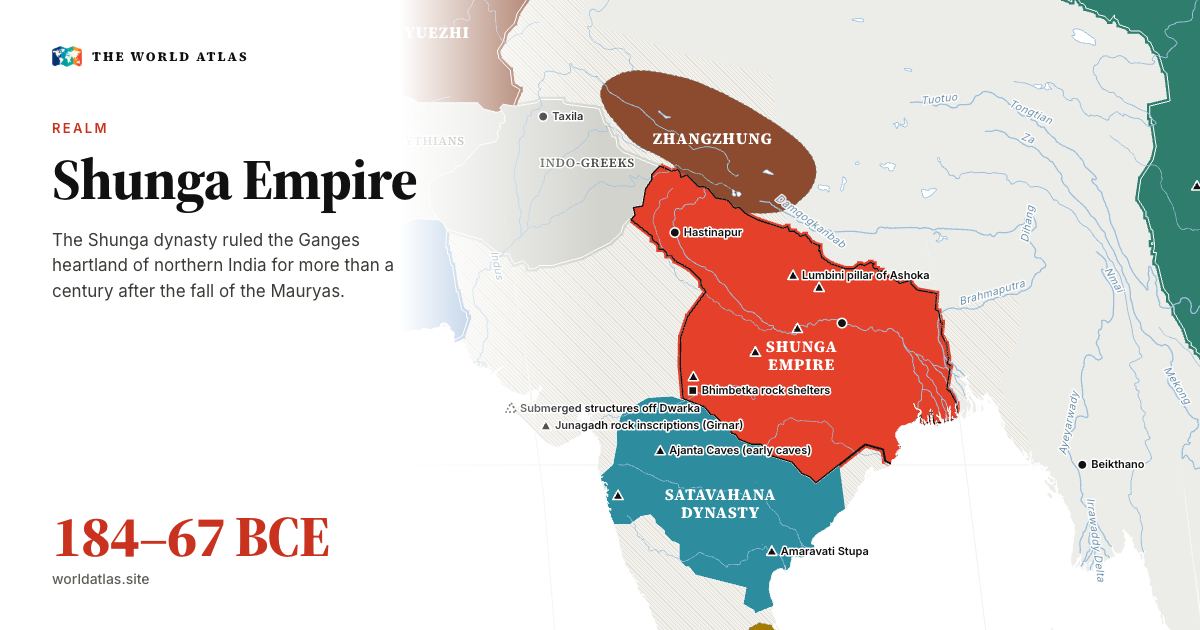 THE WORLD ATLAS
REALM
Shunga Empire
The Shunga dynasty ruled the Ganges
heartland of northern India for more than a
century after the fall of the Mauryas.
184–67 BCE
worldatlas.site
YUEZHI
Taxila
INDO-GREEKS
ZHANGZHUNG
Tuotuo
Tongtian
Za
Damqogkanbab
Dihang
Hastinapur
Lumbini pillar of Ashoka
Indus
Brahmaputra
Nmai
Mekong
SHUNGA
EMPIRE
Bhimbetka rock shelters
Submerged structures off Dwarka
Junagadh rock inscriptions (Girnar)
Ajanta Caves (early caves)
Ayeyarwady
Beikthano
SATAVAHANA
DYNASTY
Amaravati Stupa
Irrawaddy Delta